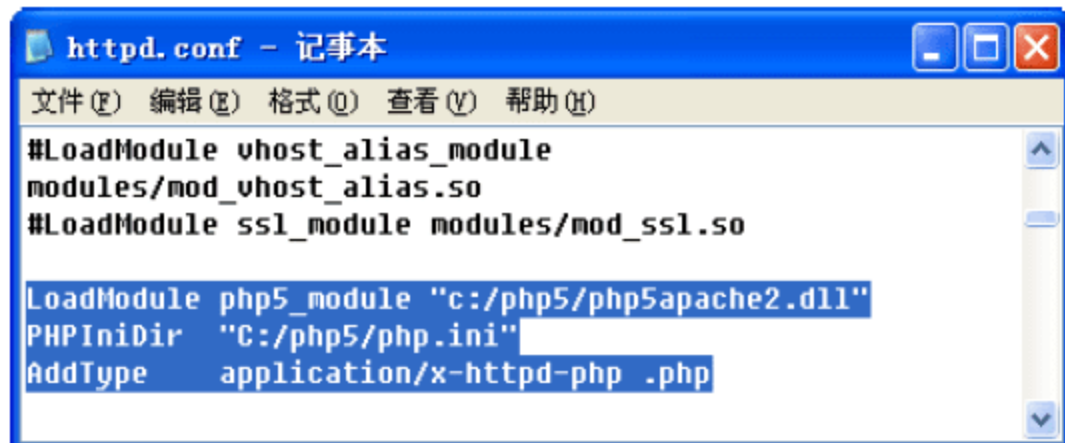 httpd.conf - 记事本
文件(F) 编辑(E) 格式(O) 查看(V) 帮助(H)
#LoadModule vhost_alias_module
modules/mod_vhost_alias.so
#LoadModule ssl_module modules/mod_ssl.so
LoadModule php5_module "c:/php5/php5apache2.dll"
PHPIniDir  "C:/php5/php.ini"
AddType    application/x-httpd-php .php